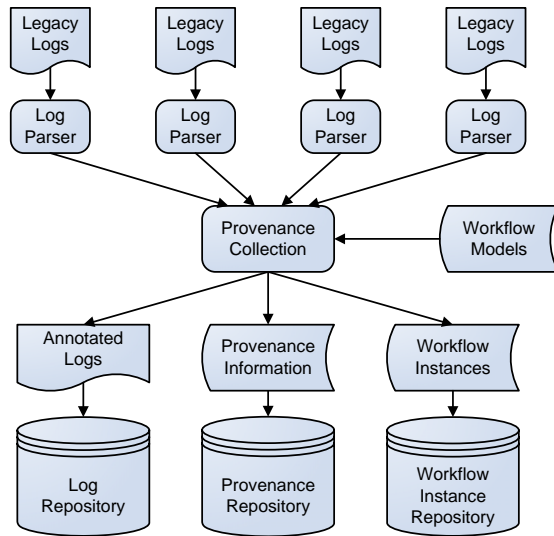 Legacy
Logs
Legacy
Logs
Legacy
Logs
Legacy
Logs
Log
Parser
Log
Parser
Log
Parser
Log
Parser
Provenance
Collection
Workflow
Models
Annotated
Logs
Provenance
Information
Workflow
Instances
Log
Repository
Provenance
Repository
Workflow
Instance
Repository